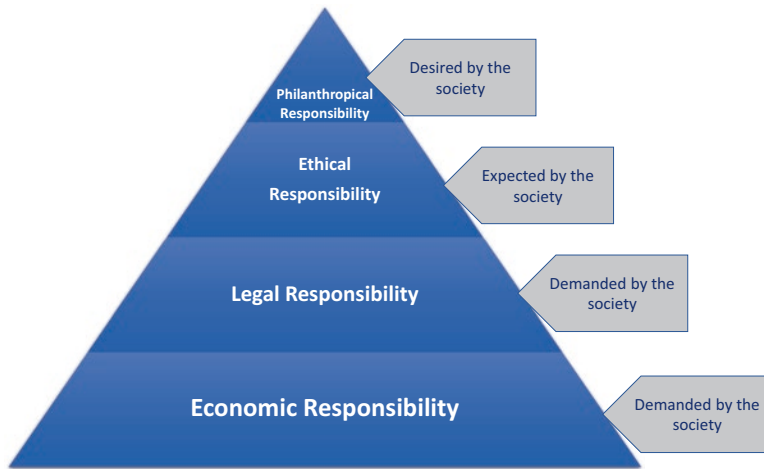 Desired by the
society
Philanthropical
Responsibility
Ethical
Responsibility
Expected by the
society
Legal Responsibility
Demanded by the
society
Economic Responsibility
Demanded by the
society